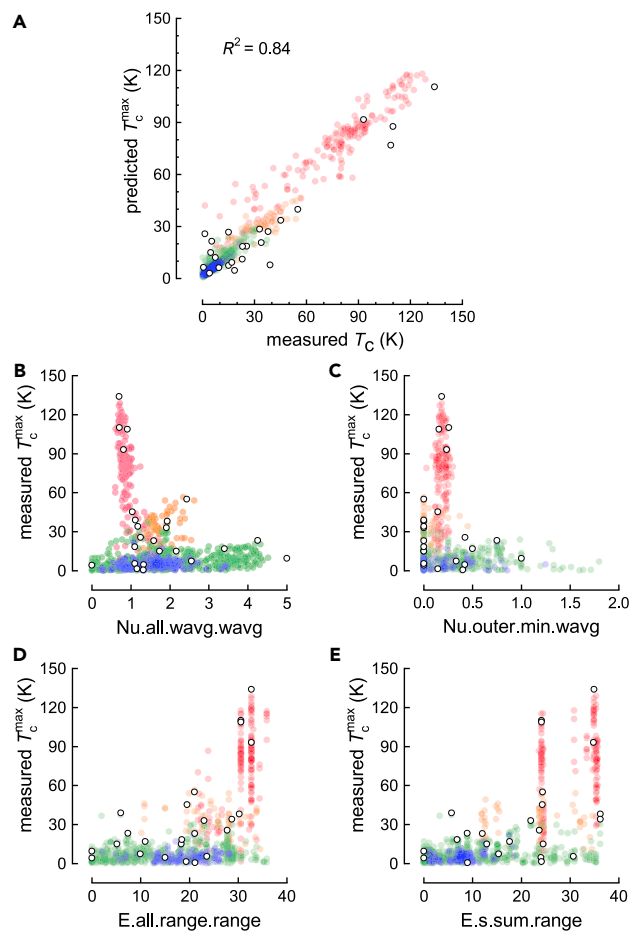 A
R² = 0.84
predicted T_c^max (K)
150
120
90
60
30
0
0 30 60 90 120 150
measured T_c (K)
B
measured T_c^max (K)
150
120
90
60
30
0
0 1 2 3 4 5
Nu.all.wavg.wavg
C
measured T_c^max (K)
150
120
90
60
30
0
0.0 0.5 1.0 1.5 2.0
Nu.outer.min.wavg
D
measured T_c^max (K)
150
120
90
60
30
0
0 10 20 30 40
E.all.range.range
E
measured T_c^max (K)
150
120
90
60
30
0
0 10 20 30 40
E.s.sum.range